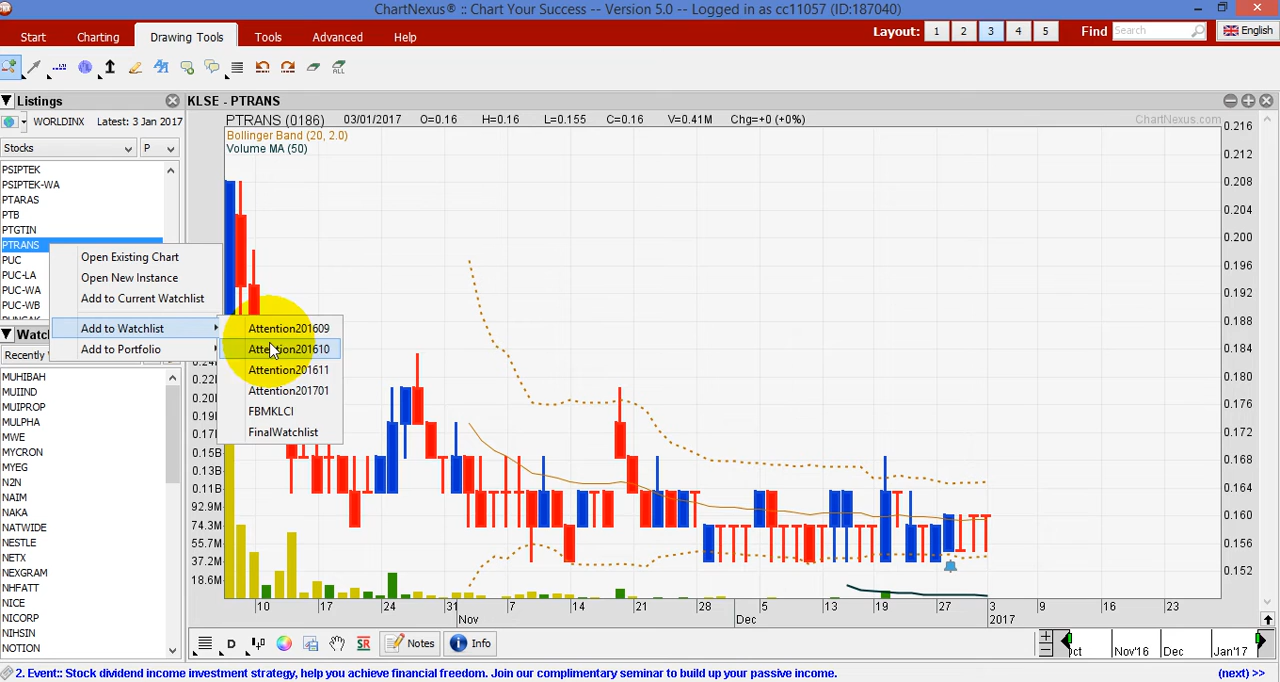 ChartNexus® :: Chart Your Success -- Version 5.0 -- Logged in as cc11057 (ID:187040)
Start Charting Drawing Tools Tools Advanced Help
Layout: 1 2 3 4 5 Find Search English
ALL
Listings
WORLDINX Latest: 3 Jan 2017
Stocks P
PSIPTEK
PSIPTEK-WA
PTARAS
PTB
PTGTIN
PTRANS
PUC
PUC-LA
PUC-WA
PUC-WB
Open Existing Chart
Open New Instance
Add to Current Watchlist
Add to Watchlist
Add to Portfolio
Attention201609
Attention201610
Attention201611
Attention201701
FBMKLCI
FinalWatchlist
MUHIBAH
MUIIND
MUIPROP
MULPHA
MWE
MYCRON
MYEG
N2N
NAIM
NAKA
NATWIDE
NESTLE
NETX
NEXGRAM
NHFATT
NICE
NICORP
NIHSIN
NOTION
KLSE - PTRANS
PTRANS (0186) 03/01/2017 O=0.16 H=0.16 L=0.155 C=0.16 V=0.41M Chg=+0 (+0%)
ChartNexus.com
Bollinger Band (20, 2.0)
Volume MA (50)
0.216
0.212
0.208
0.204
0.200
0.196
0.192
0.188
0.184
0.180
0.176
0.172
0.168
0.164
0.160
0.156
0.152
0.11B
92.9M
74.3M
55.7M
37.2M
18.6M
10 17 24 31 7 14 21 28 5 13 19 27 3 9 16 23
Nov Dec 2017
D SR Notes Info
Nov'16 Dec Jan'17
2. Event:: Stock dividend income investment strategy, help you achieve financial freedom. Join our complimentary seminar to build up your passive income. (next) >>